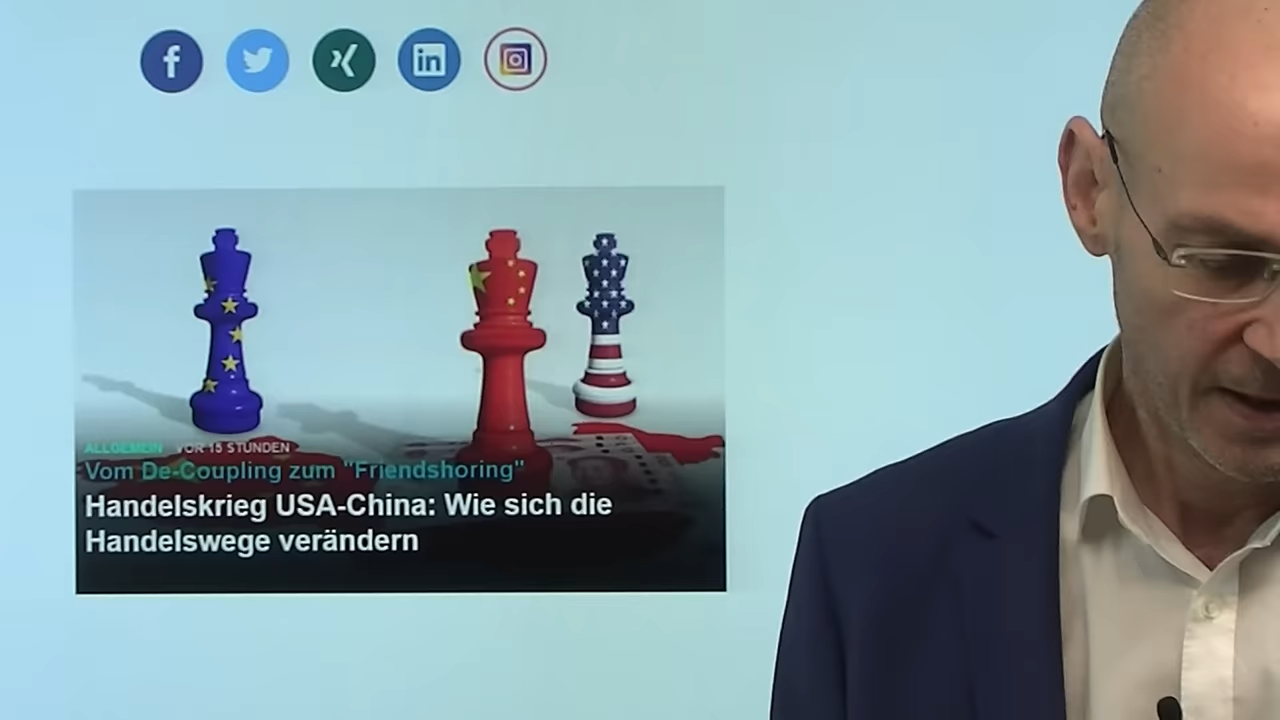 ALLGEMEIN VOR 15 STUNDEN
Vom De-Coupling zum "Friendshoring"
Handelskrieg USA-China: Wie sich die
Handelswege verändern